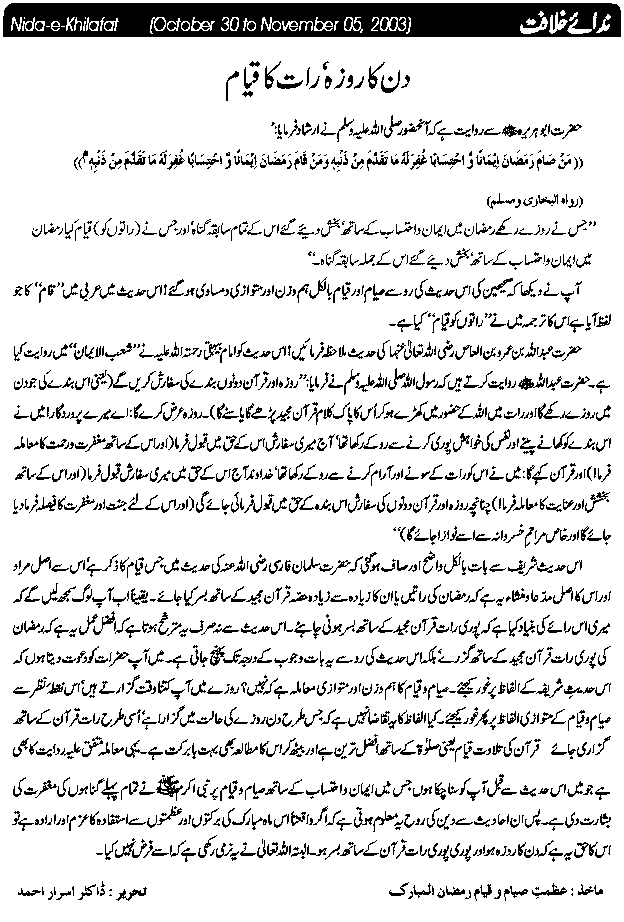 Nida-e-Khilafat (October 30 to November 05, 2003) ندائے خلافت
دن کا روزہ‘ رات کا قیام
حضرت ابوہریرہؓ سے روایت ہے کہ آنحضور صلی اللہ علیہ وسلم نے ارشاد فرمایا:‘
((مَنْ صَامَ رَمَضَانَ اِیْمَانًا وَّ احْتِسَابًا غُفِرَ لَہٗ مَا تَقَدَّمَ مِنْ ذَنْبِہٖ وَمَنْ قَامَ رَمَضَانَ اِیْمَانًا وَّ احْتِسَابًا غُفِرَ لَہٗ مَا تَقَدَّمَ مِنْ ذَنْبِہٖ))
(رواہ البخاری و مسلم)
’’جس نے روزے رکھے رمضان میں ایمان و احتساب کے ساتھ‘ بخش دیئے گئے اس کے تمام سابقہ گناہ‘ اور جس نے (راتوں کو) قیام کیا رمضان
میں ایمان و احتساب کے ساتھ‘ بخش دیئے گئے اس کے جملہ سابقہ گناہ۔‘‘
آپ نے دیکھا کہ صحیحین کی اس حدیث کی رو سے صیام اور قیام بالکل ہم وزن اور متوازی و مساوی ہو گئے! اس حدیث میں عربی میں ’’قام‘‘ کا جو
لفظ آیا ہے اس کا ترجمہ میں نے ’’راتوں کو قیام‘‘ کیا ہے۔
حضرت عبداللہ بن عمرو بن العاص رضی اللہ تعالیٰ عنہما کی حدیث ملاحظہ فرمائیں! اس حدیث کو امام بیہقی رحمتہ اللہ علیہ نے ’’شعب الایمان‘‘ میں روایت کیا
ہے۔ حضرت عبداللہؓ روایت کرتے ہیں کہ رسول اللہ صلی اللہ علیہ وسلم نے فرمایا: ’’روزہ اور قرآن دونوں بندے کی سفارش کریں گے (یعنی اس بندے کی جو دن
میں روزے رکھے گا اور رات میں اللہ کے حضور میں کھڑے ہو کر اُس کا پاک کلام قرآن مجید پڑھے گا یا سنے گا)۔ روزہ عرض کرے گا: اے میرے پروردگار! میں نے
اس بندے کو کھانے پینے اور نفس کی خواہش پوری کرنے سے روکے رکھا تھا‘ آج میری سفارش اس کے حق میں قبول فرما (اور اس کے ساتھ مغفرت و رحمت کا معاملہ
فرما!) اور قرآن کہے گا: میں نے اس کو رات کے سونے اور آرام کرنے سے روکے رکھا تھا‘ خداوند آج اس کے حق میں میری سفارش قبول فرما (اور اس کے ساتھ
بخشش اور عنایت کا معاملہ فرما!) چنانچہ روزہ اور قرآن دونوں کی سفارش اس بندہ کے حق میں قبول فرمائی جائے گی (اور اس کے لئے جنت اور مغفرت کا فیصلہ فرما دیا
جائے گا اور خاص مراحم خسروانہ سے اسے نوازا جائے گا)‘‘
اس حدیث شریف سے بات بالکل واضح اور صاف ہو گئی کہ حضرت سلمان فارسی رضی اللہ عنہ کی حدیث میں جس قیام کا ذکر ہے‘ اس سے اصل مراد
اور اس کا اصل مدعا و منشاء یہ ہے کہ رمضان کی راتیں یا ان کا زیادہ سے زیادہ حصہ قرآن مجید کے ساتھ بسر کیا جائے۔ یقیناً اب آپ لوگ سمجھ لیں گے کہ
میری اس رائے کی بنیاد کیا ہے کہ پوری رات قرآن مجید کے ساتھ بسر ہونی چاہئے۔ اس حدیث سے نہ صرف یہ مترشح ہوتا ہے کہ افضل عمل یہ ہے کہ رمضان
کی پوری رات قرآن مجید کے ساتھ گزرے‘ بلکہ اس حدیث کی رو سے یہ بات وجوب کے درجہ تک پہنچ جاتی ہے۔ میں آپ حضرات کو دعوت دیتا ہوں کہ
اس حدیث شریف کے الفاظ پر غور کیجئے۔ صیام و قیام کا ہم وزن اور متوازی معاملہ ہے کہ نہیں؟ روزے میں آپ کتنا وقت گزارتے ہیں‘ اس نقطۂ نظر سے
صیام و قیام کے متوازی الفاظ پر پھر غور کیجئے۔ کیا الفاظ کا یہ تقاضا نہیں ہے کہ جس طرح دن روزے کی حالت میں گزارا ہے‘ اُسی طرح رات قرآن کے ساتھ
گزاری جائے قرآن کی تلاوت قیام یعنی صلوٰۃ کے ساتھ افضل ترین ہے اور بیٹھ کر اس کا مطالعہ بھی بہت بابرکت ہے۔ یہی معاملہ متفق علیہ روایت کا بھی
ہے جو میں اس حدیث سے قبل آپ کو سنا چکا ہوں جس میں ایمان و احتساب کے ساتھ صیام و قیام پر نبی اکرم ﷺ نے تمام پچھلے گناہوں کی مغفرت کی
بشارت دی ہے۔ پس ان احادیث سے دین کی روح یہ معلوم ہوتی ہے کہ اگر واقعتاً اس ماہ مبارک کی برکتوں اور عظمتوں سے استفادہ کا عزم اور ارادہ ہے تو
اس کا حق یہ ہے کہ دن کا روزہ ہو اور پوری پوری رات قرآن کے ساتھ بسر ہو۔ البتہ اللہ تعالیٰ نے یہ نرمی رکھی ہے کہ اسے فرض نہیں کیا۔
ماخذ : عظمتِ صیام و قیام رمضان المبارک تحریر : ڈاکٹر اسرار احمد